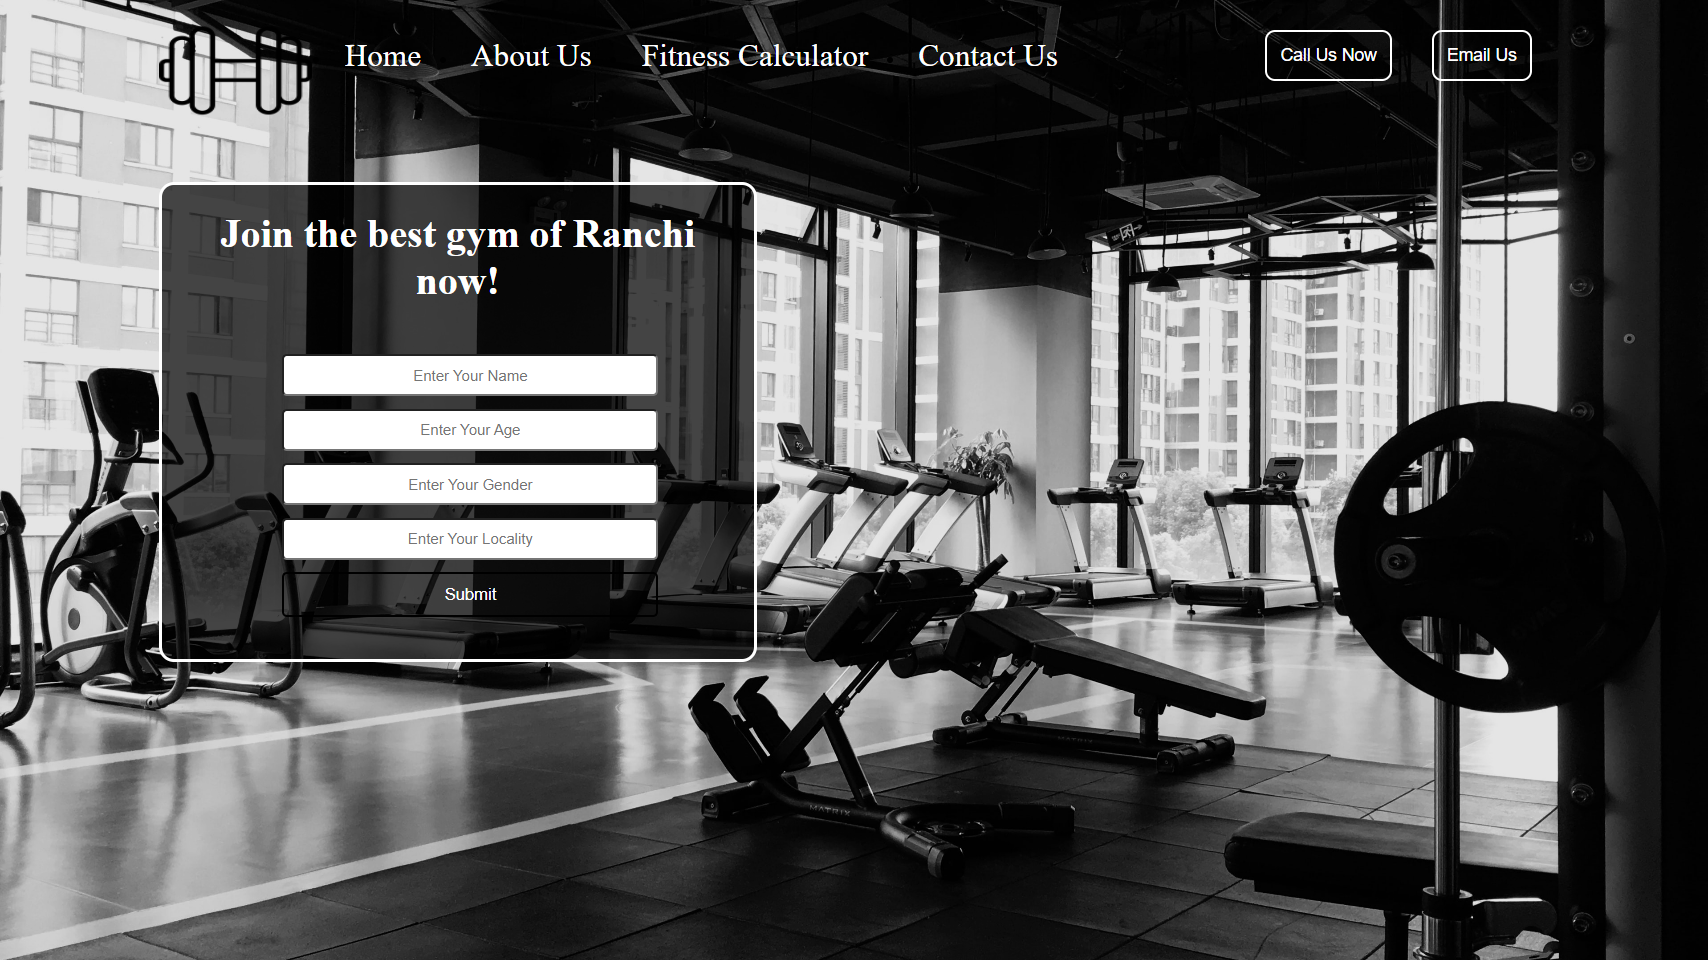 Home
About Us
Fitness Calculator
Contact Us
Call Us Now
Email Us
Join the best gym of Ranchi
now!
Enter Your Name
Enter Your Age
Enter Your Gender
Enter Your Locality
Submit
MATRIX